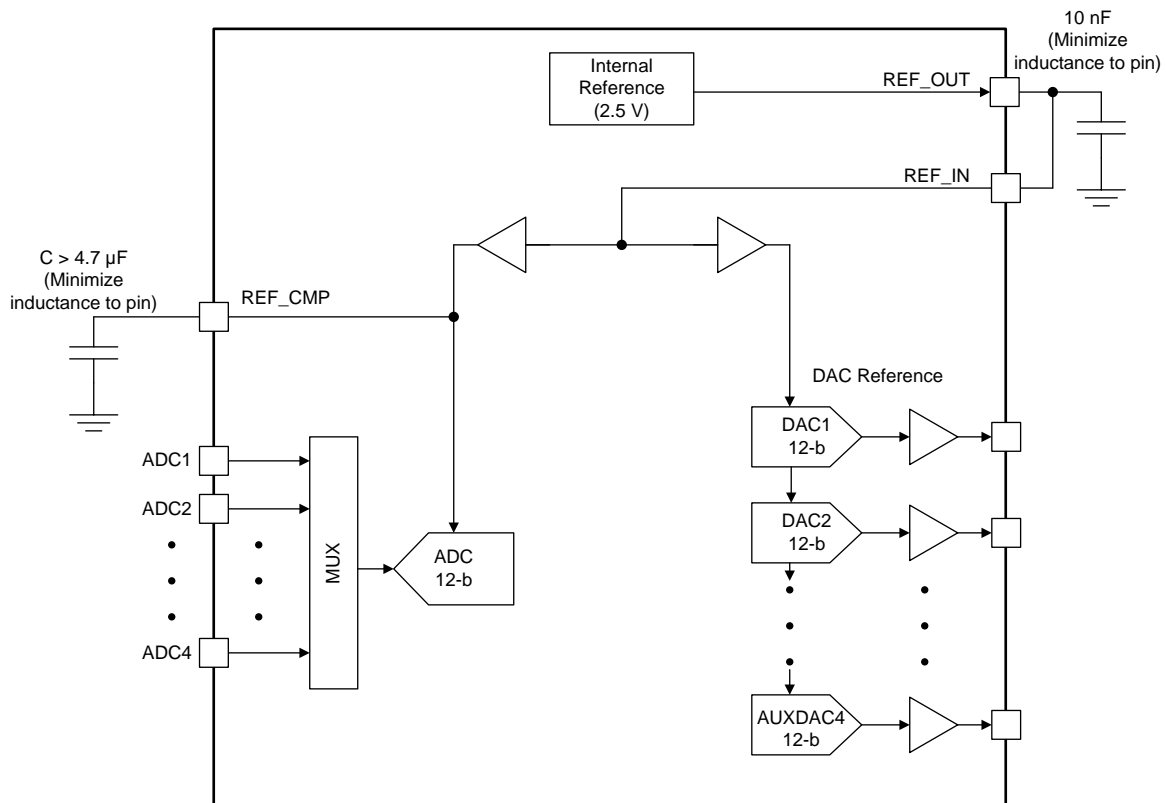 10 nF
(Minimize
inductance to pin)
Internal
Reference
(2.5 V)
REF_OUT
REF_IN
C > 4.7 µF
(Minimize
inductance to pin)
REF_CMP
DAC Reference
DAC1
12-b
ADC1
ADC2
DAC2
12-b
MUX
ADC
12-b
ADC4
AUXDAC4
12-b